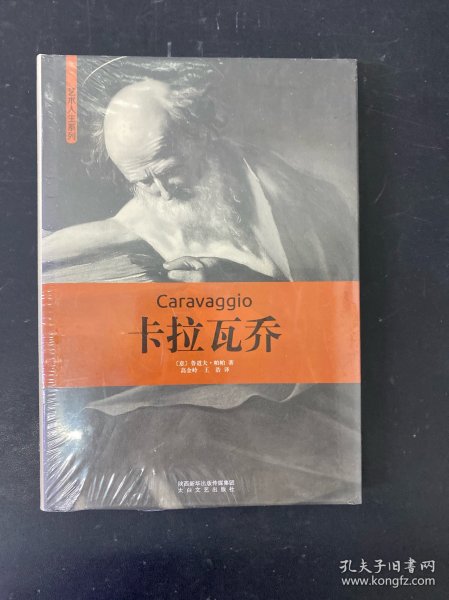 艺术人生系列
Caravaggio
卡拉瓦乔
〔意〕鲁道夫·帕帕 著
高金岭 王浩 译
陕西新华出版传媒集团
太白文艺出版社
孔夫子旧书网
www.kongfz.com